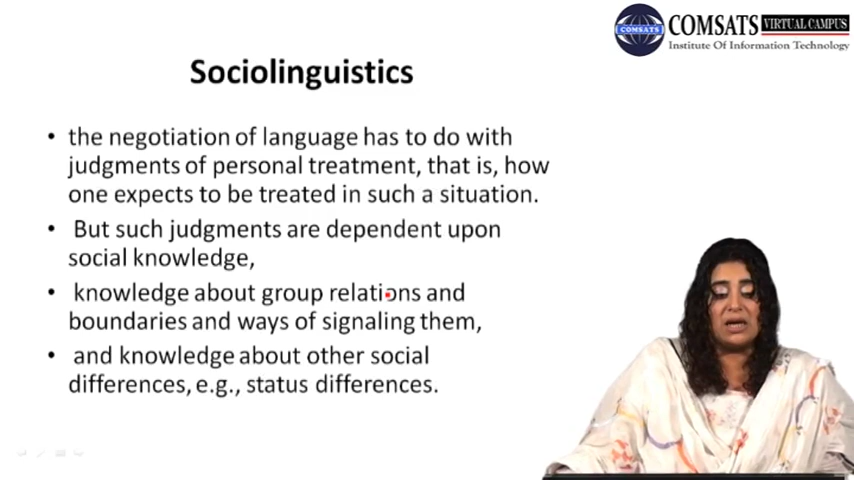 COMSATS VIRTUAL CAMPUS
Institute Of Information Technology
COMSATS
Sociolinguistics
• the negotiation of language has to do with
judgments of personal treatment, that is, how
one expects to be treated in such a situation.
• But such judgments are dependent upon
social knowledge,
• knowledge about group relations and
boundaries and ways of signaling them,
• and knowledge about other social
differences, e.g., status differences.